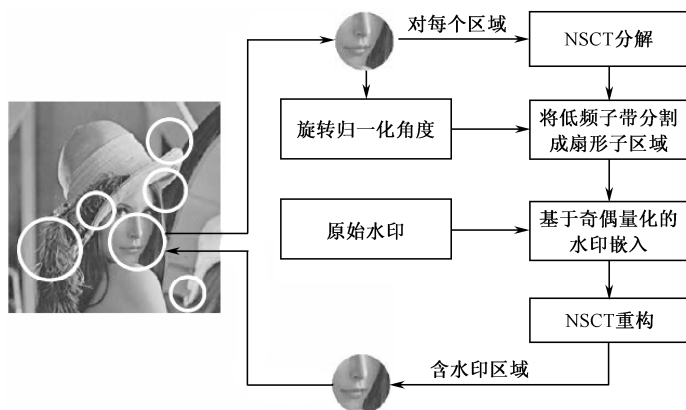 对每个区域
NSCT分解
旋转归一化角度
将低频子带分割
成扇形子区域
原始水印
基于奇偶量化的
水印嵌入
NSCT重构
含水印区域